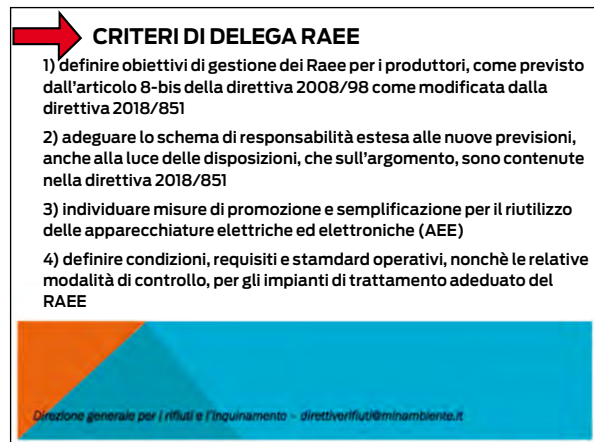 CRITERI DI DELEGA RAEE
1) definire obiettivi di gestione dei Raee per i produttori, come previsto
dall'articolo 8-bis della direttiva 2008/98 come modificata dalla
direttiva 2018/851
2) adeguare lo schema di responsabilità estesa alle nuove previsioni,
anche alla luce delle disposizioni, che sull'argomento, sono contenute
nella direttiva 2018/851
3) individuare misure di promozione e semplificazione per il riutilizzo
delle apparecchiature elettriche ed elettroniche (AEE)
4) definire condizioni, requisiti e stamdard operativi, nonchè le relative
modalità di controllo, per gli impianti di trattamento adeduato del
RAEE
Direzione generale per i rifiuti e l'inquinamento - direttiverifiuti@minambiente.it